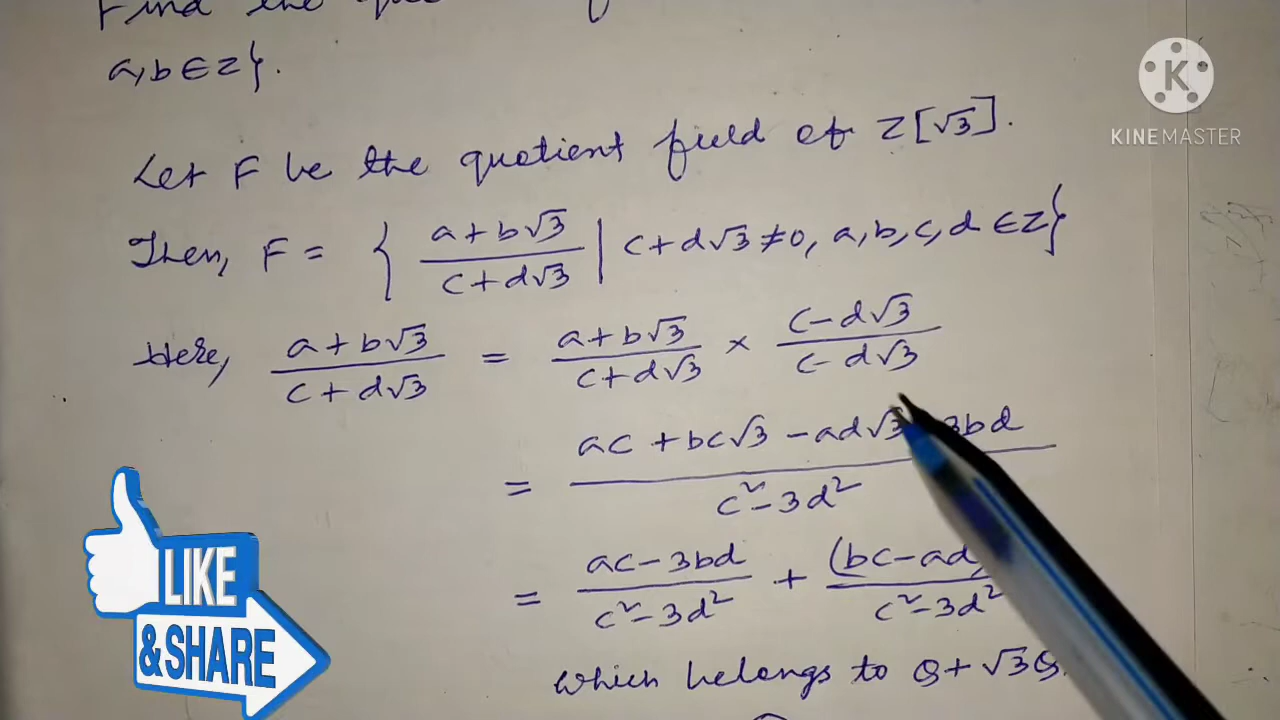 Find the
a,b∈Z}.
KINEMASTER
Let F be the quotient field of Z[√3].
Then, F = { a+b√3 / c+d√3 | c+d√3≠0, a,b,c,d ∈Z}
Here, a+b√3 / c+d√3 = a+b√3 / c+d√3 × c-d√3 / c-d√3
= ac+bc√3-ad√3 3bd / c²-3d²
= ac-3bd / c²-3d² + (bc-ad) / c²-3d²
which belongs to Q+√3Q.
LIKE
&SHARE